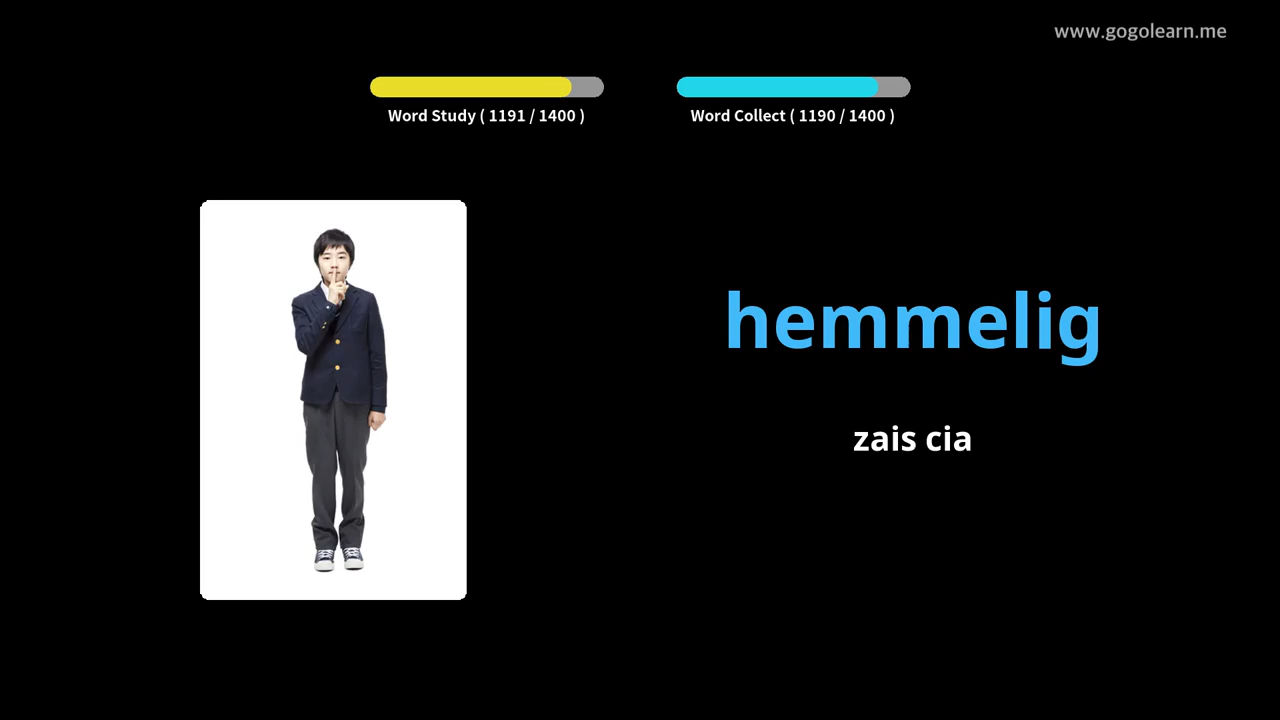 www.gogolearn.me
Word Study ( 1191 / 1400 )
Word Collect ( 1190 / 1400 )
hemmelig
zais cia